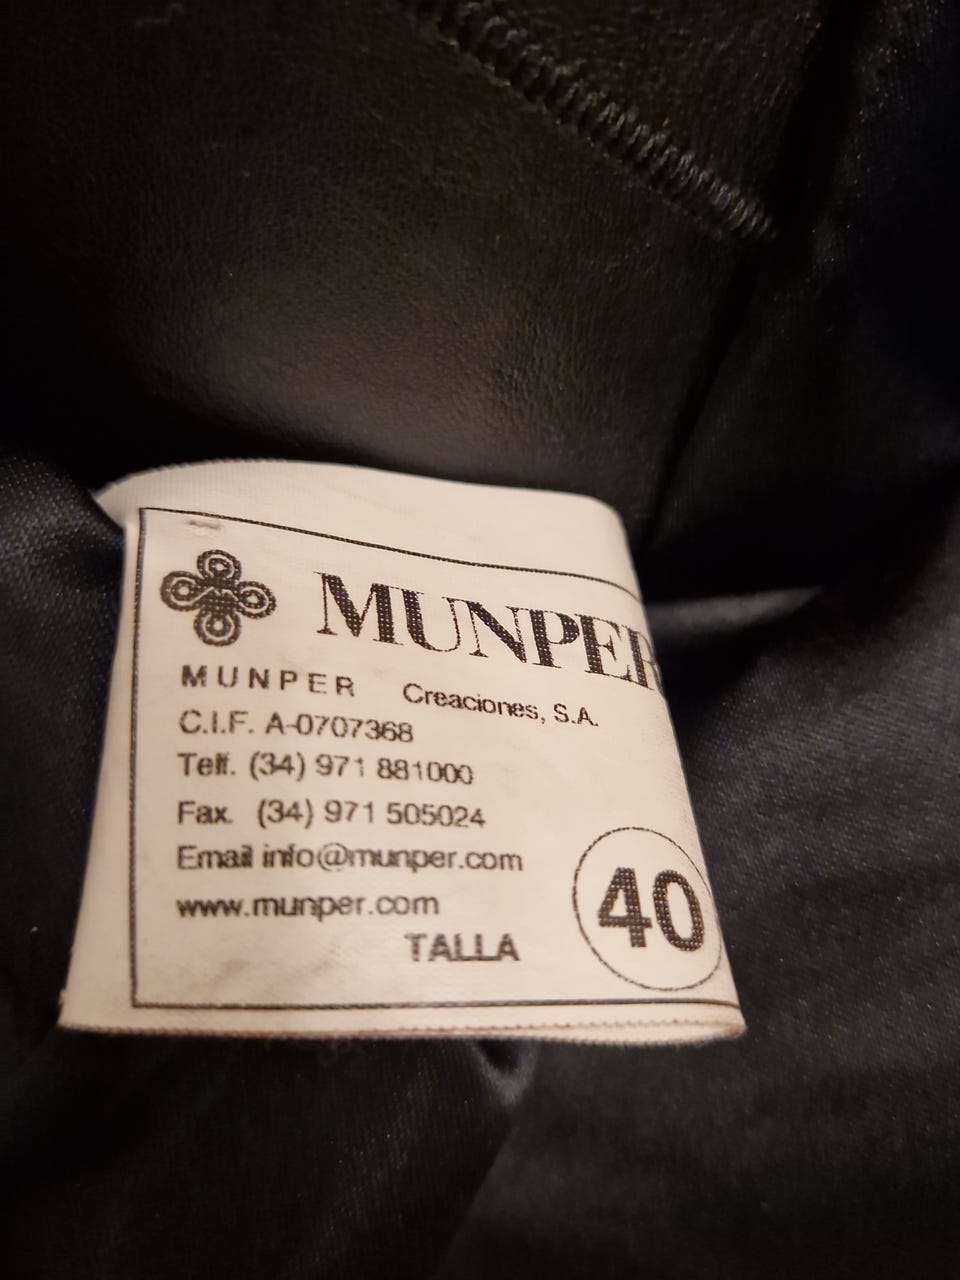 MUNPER
MUNPER Creaciones, S.A.
C.I.F. A-0707368
Telf. (34) 971 881000
Fax. (34) 971 505024
Email info@munper.com
www.munper.com
TALLA 40